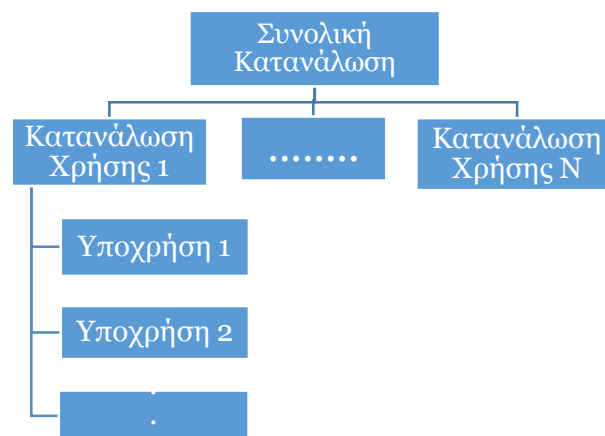 Συνολική
Κατανάλωση
Κατανάλωση
Χρήσης 1
........
Κατανάλωση
Χρήσης Ν
Υποχρήση 1
Υποχρήση 2
.
.